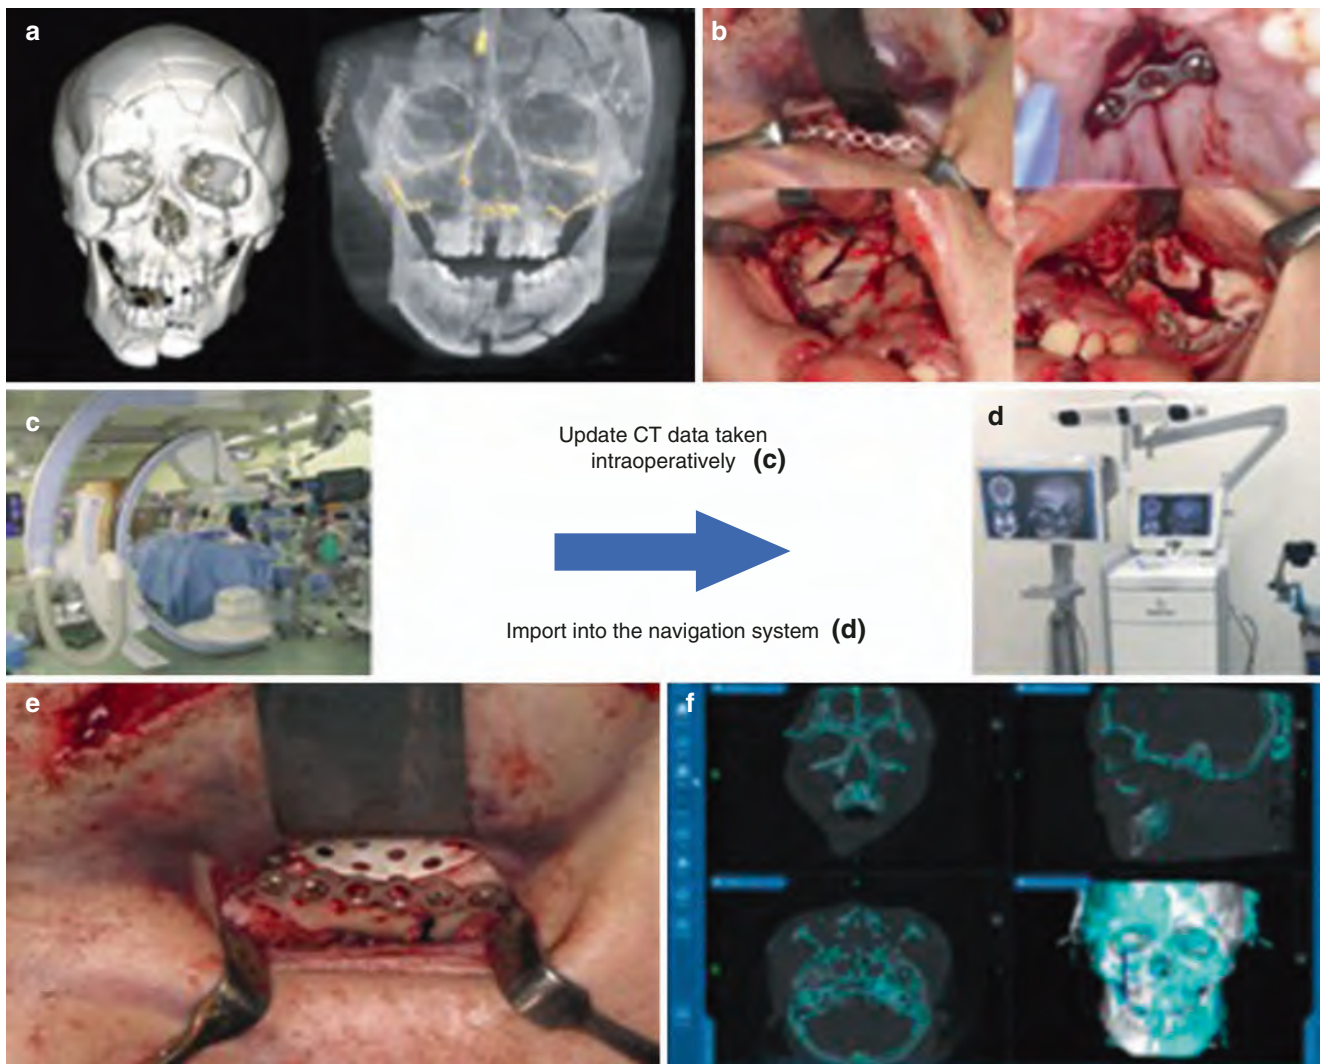 a
b
c
Update CT data taken
intraoperatively (c)
Import into the navigation system (d)
d
e
f